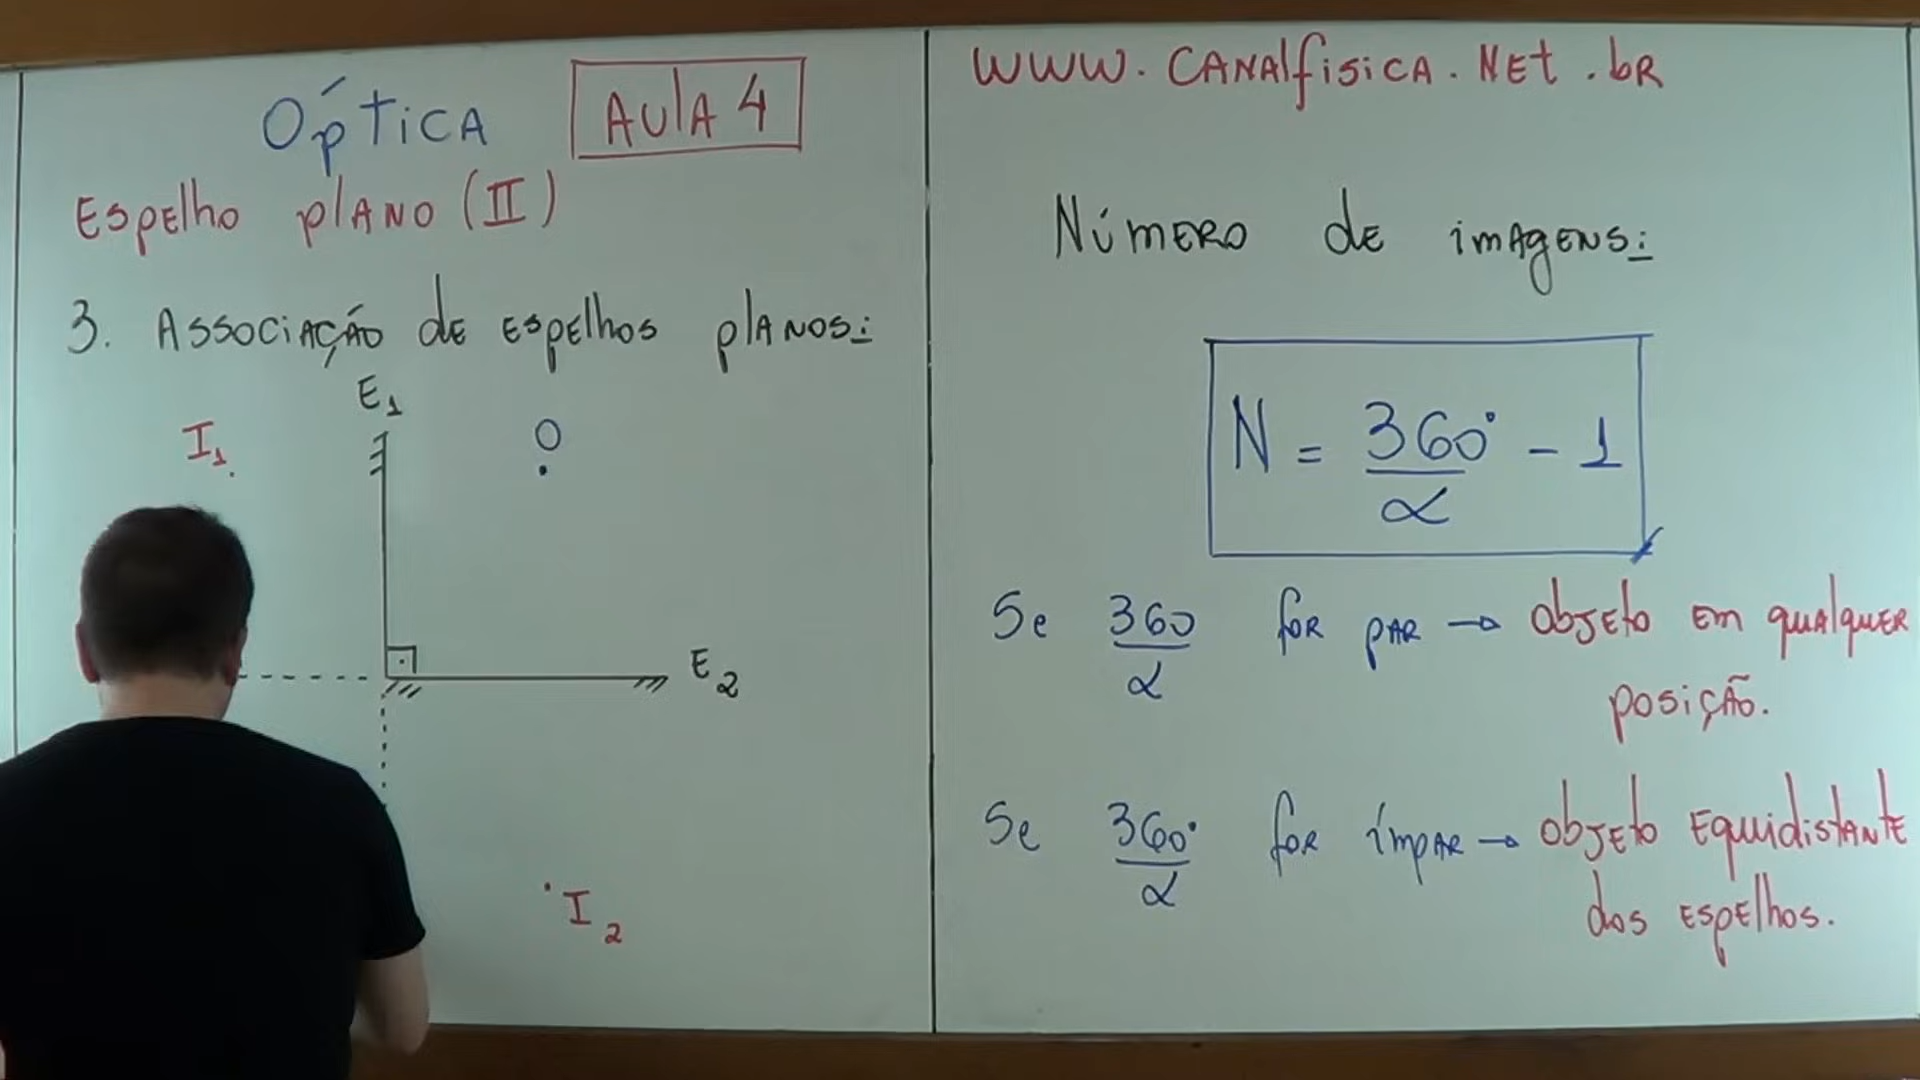 Óptica Aula 4
Espelho plano (II)
3. Associação de espelhos planos:
E1
I1
O
E2
I2
www.canalfisica.net.br
Número de imagens:
N = 360°/α - 1
Se 360/α for par → objeto em qualquer
posição.
Se 360°/α for ímpar → objeto equidistante
dos espelhos.